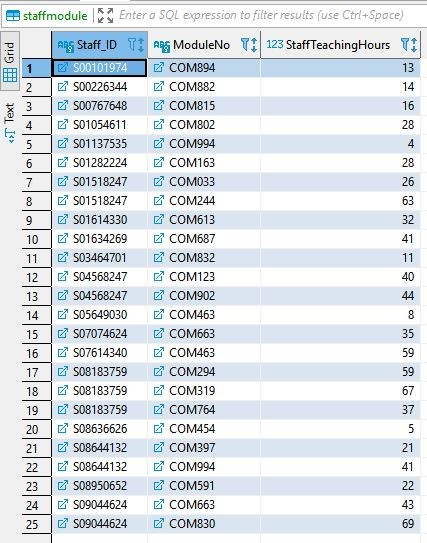 staffmodule Enter a SQL expression to filter results (use Ctrl+Space)
Grid
Text
Staff_ID ModuleNo 123 StaffTeachingHours
1 S00101974 COM894 13
2 S00226344 COM882 14
3 S00767648 COM815 16
4 S01054611 COM802 28
5 S01137535 COM994 4
6 S01282224 COM163 28
7 S01518247 COM033 26
8 S01518247 COM244 63
9 S01614330 COM613 32
10 S01634269 COM687 41
11 S03464701 COM832 11
12 S04568247 COM123 40
13 S04568247 COM902 44
14 S05649030 COM463 8
15 S07074624 COM663 35
16 S07614340 COM463 59
17 S08183759 COM294 59
18 S08183759 COM319 67
19 S08183759 COM764 37
20 S08636626 COM454 5
21 S08644132 COM397 21
22 S08644132 COM994 41
23 S08950652 COM591 22
24 S09044624 COM663 43
25 S09044624 COM830 69